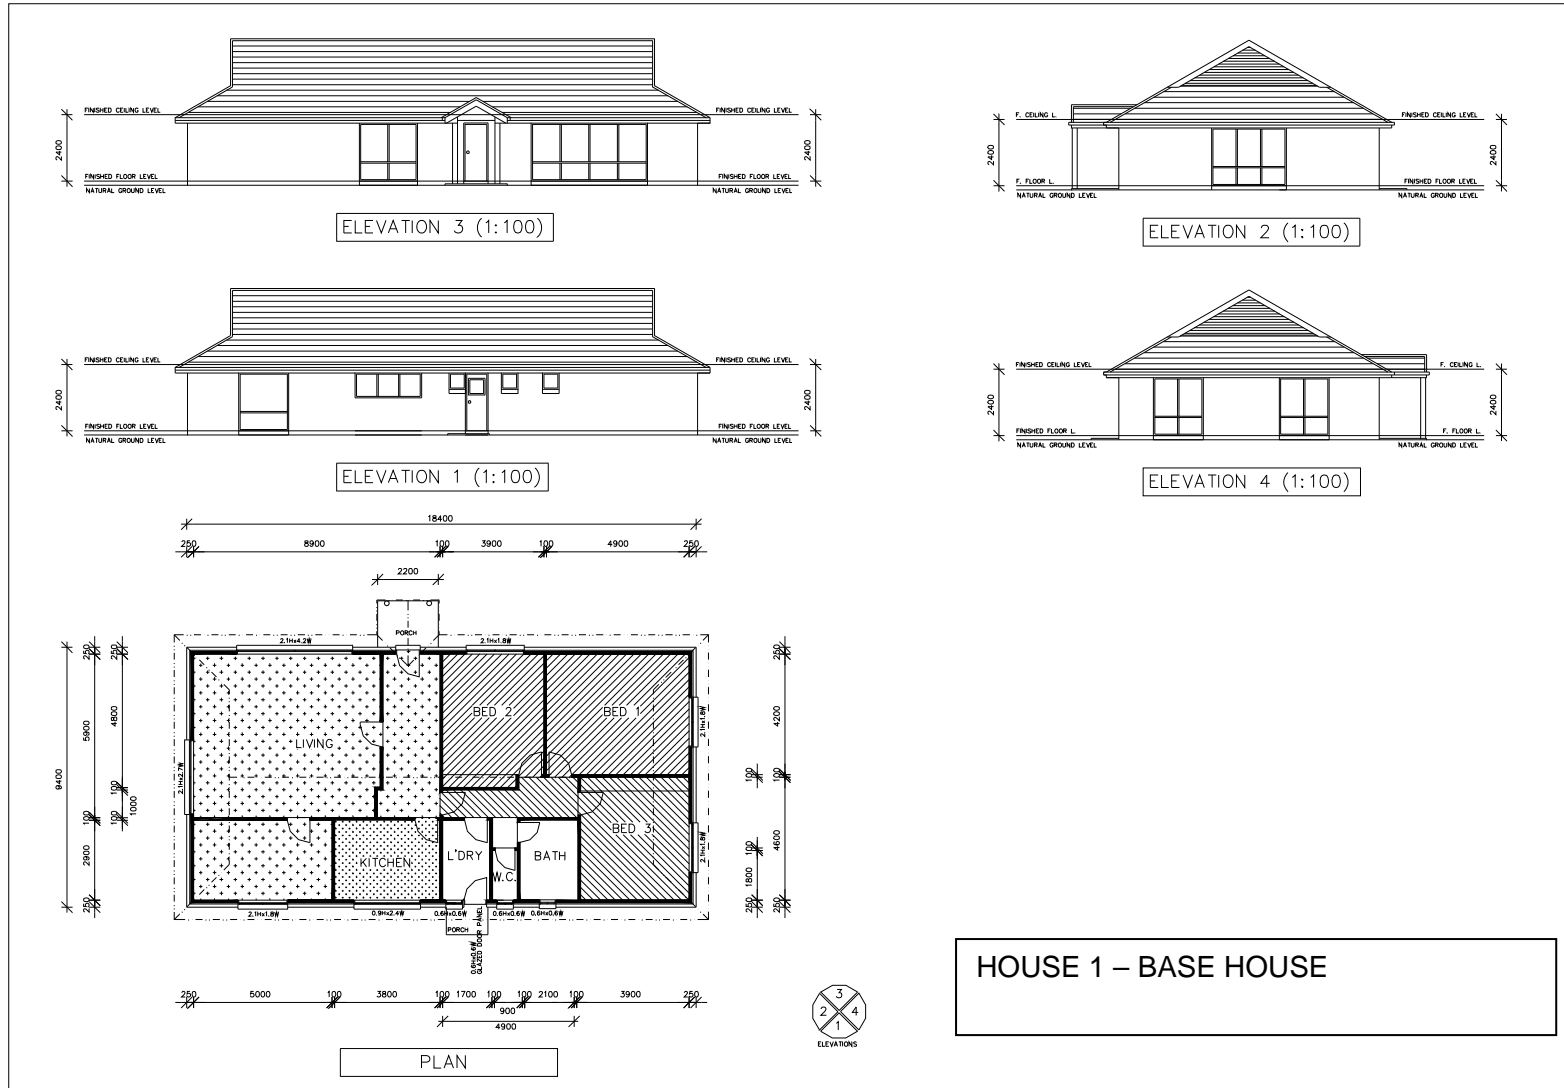 FINISHED CEILING LEVEL
FINISHED CEILING LEVEL
2400
2400
FINISHED FLOOR LEVEL
FINISHED FLOOR LEVEL
NATURAL GROUND LEVEL
NATURAL GROUND LEVEL
ELEVATION 3 (1:100)
F. CEILING L.
FINISHED CEILING LEVEL
2400
2400
F. FLOOR L.
FINISHED FLOOR LEVEL
NATURAL GROUND LEVEL
NATURAL GROUND LEVEL
ELEVATION 2 (1:100)
FINISHED CEILING LEVEL
FINISHED CEILING LEVEL
2400
2400
FINISHED FLOOR LEVEL
FINISHED FLOOR LEVEL
NATURAL GROUND LEVEL
NATURAL GROUND LEVEL
ELEVATION 1 (1:100)
FINISHED CEILING LEVEL
F. CEILING L.
2400
2400
FINISHED FLOOR L.
F. FLOOR L.
NATURAL GROUND LEVEL
NATURAL GROUND LEVEL
ELEVATION 4 (1:100)
18400
250 8900 100 3900 100 4900 250
2200
PORCH
2.1Hx4.2W
2.1Hx1.8W
9400
250 5900 100 2900 250
250 4800 100 1000 100
2.1Hx2.7W
LIVING
BED 2
BED 1
2.1Hx1.8W
BED 3
2.1Hx1.8W
KITCHEN
L'DRY
W.C.
BATH
250 4200 100 4600 250
100 100 1800 250
2.1Hx1.8W
0.9Hx2.4W
0.6Hx0.6W
0.6Hx0.6W
0.6Hx0.6W
PORCH
0.6Hx0.6W
GLAZED DOOR PANEL
250 5000 100 3800 100 1700 100 100 2100 100 3900 250
900
4900
PLAN
3
2 4
1
ELEVATIONS
HOUSE 1 – BASE HOUSE